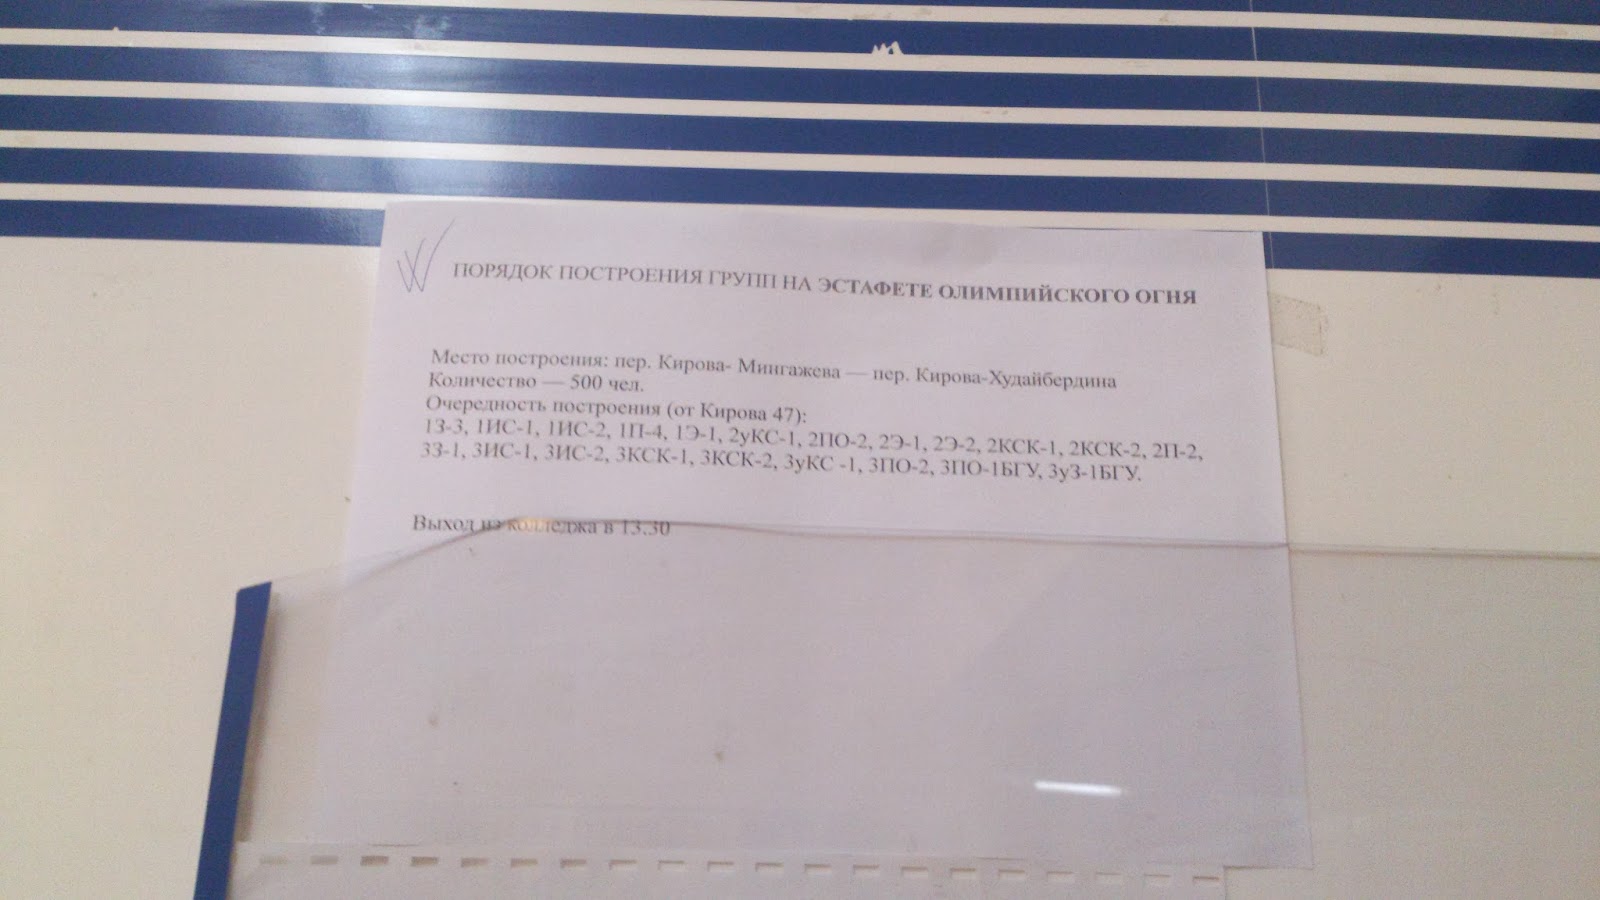 ПОРЯДОК ПОСТРОЕНИЯ ГРУПП НА ЭСТАФЕТЕ ОЛИМПИЙСКОГО ОГНЯ
Место построения: пер. Кирова- Мингажева — пер. Кирова-Худайбердина
Количество — 500 чел.
Очередность построения (от Кирова 47):
1З-3, 1ИС-1, 1ИС-2, 1П-4, 1Э-1, 2уКС-1, 2ПО-2, 2Э-1, 2Э-2, 2КСК-1, 2КСК-2, 2П-2,
3З-1, 3ИС-1, 3ИС-2, 3КСК-1, 3КСК-2, 3уКС -1, 3ПО-2, 3ПО-1БГУ, 3уЗ-1БГУ.
Выход из колледжа в 13.30